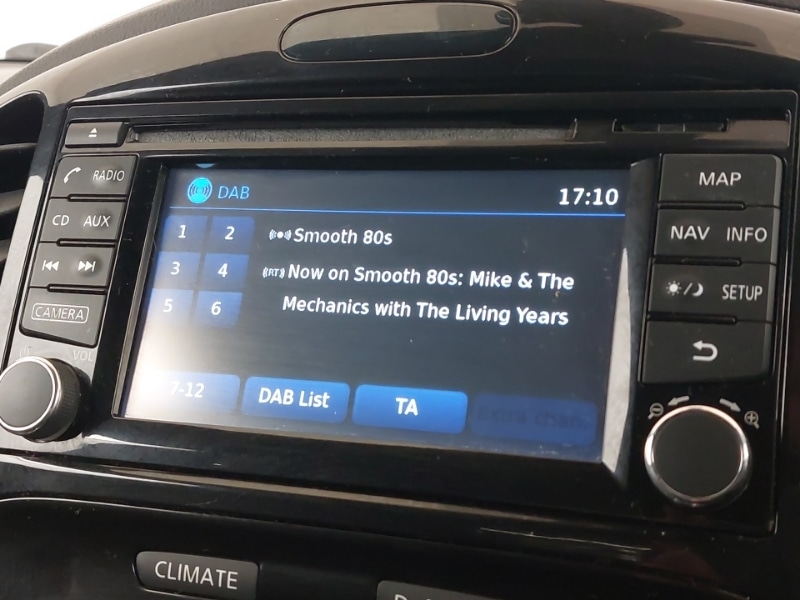 RADIO
CD AUX
CAMERA
VOL
DAB 17:10
1 2
3 4
5 6
Smooth 80s
(RT) Now on Smooth 80s: Mike & The
Mechanics with The Living Years
7-12 DAB List TA
MAP
NAV INFO
SETUP
CLIMATE